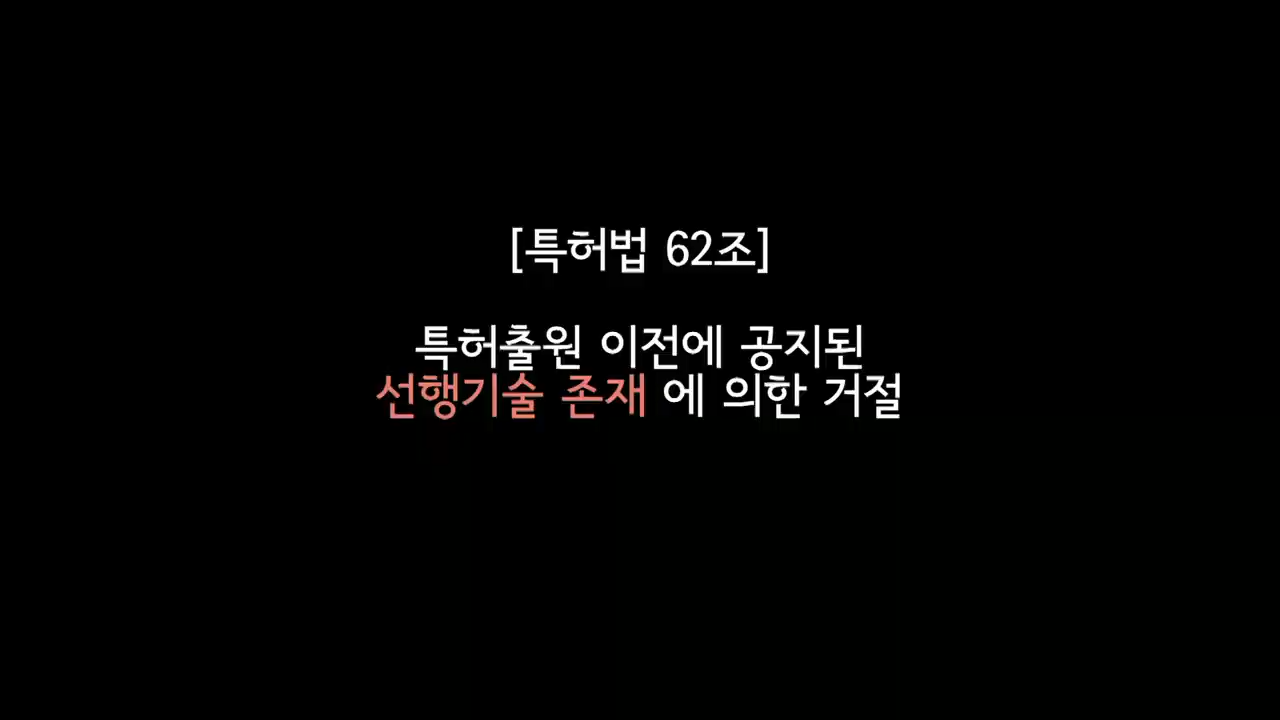 [특허법 62조]
특허출원 이전에 공지된
선행기술 존재 에 의한 거절